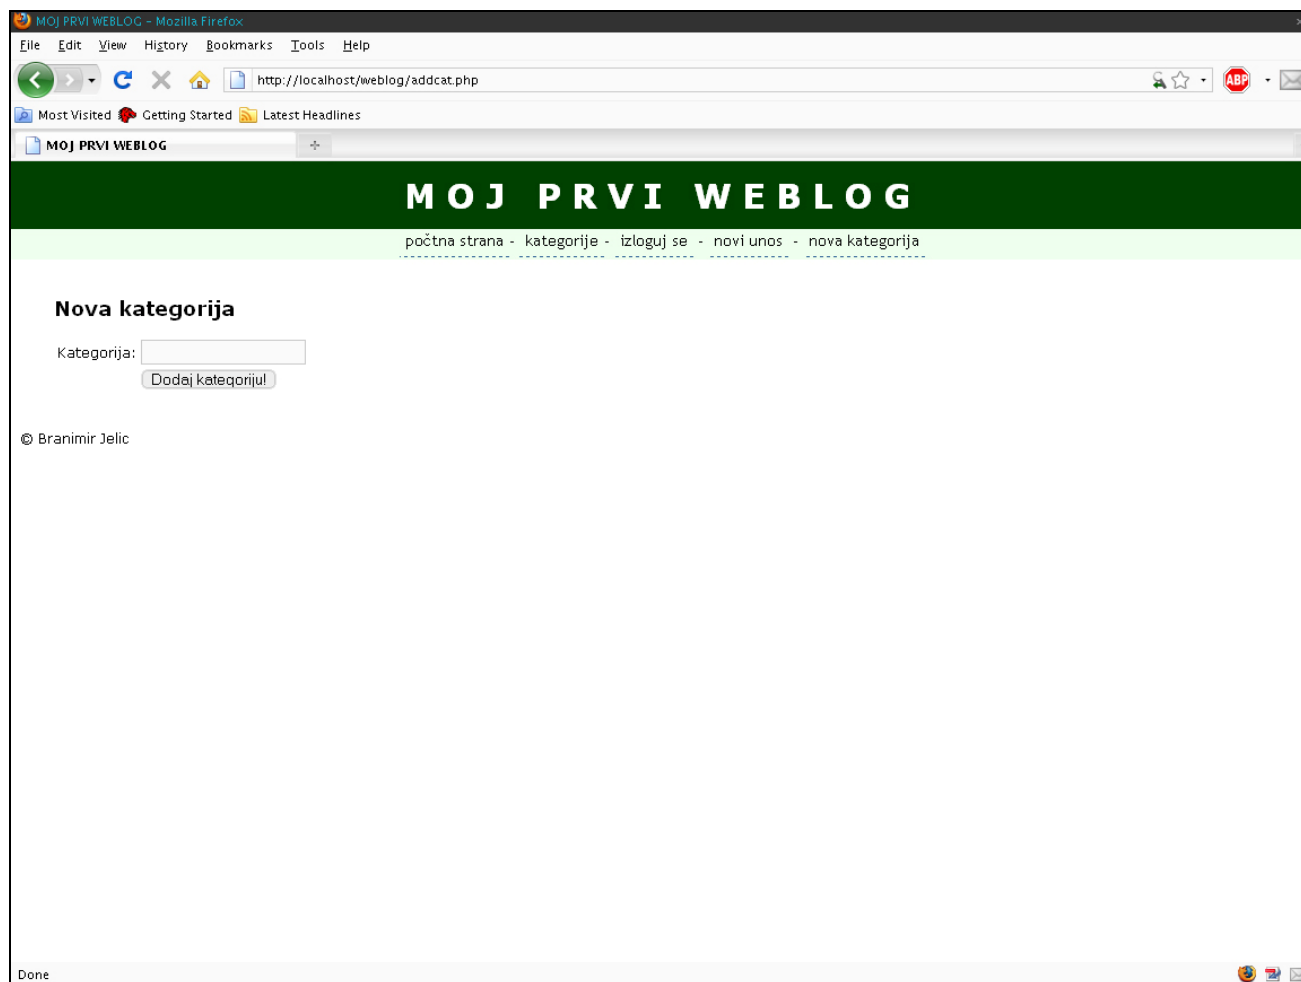 MOJ PRVI WEBLOG - Mozilla Firefox
File Edit View History Bookmarks Tools Help
http://localhost/weblog/addcat.php
ABP
Most Visited Getting Started Latest Headlines
MOJ PRVI WEBLOG
MOJ PRVI WEBLOG
počtna strana - kategorije - izloguj se - novi unos - nova kategorija
Nova kategorija
Kategorija:
Dodaj kategoriju!
© Branimir Jelic
Done